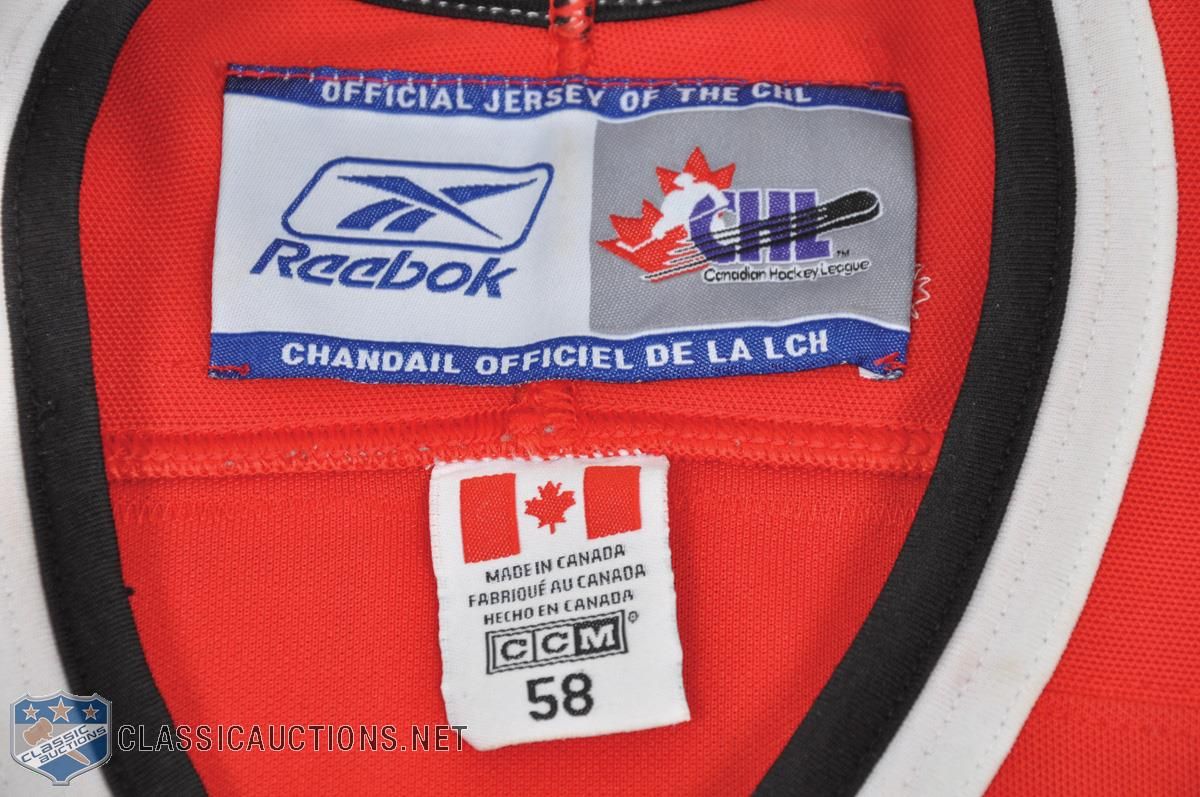 OFFICIAL JERSEY OF THE CHL
Reebok
CHL™
Canadian Hockey League
CHANDAIL OFFICIEL DE LA LCH
MADE IN CANADA
FABRIQUÉ AU CANADA
HECHO EN CANADA
CCM®
58
CLASSIC
AUCTIONS
CLASSICAUCTIONS.NET